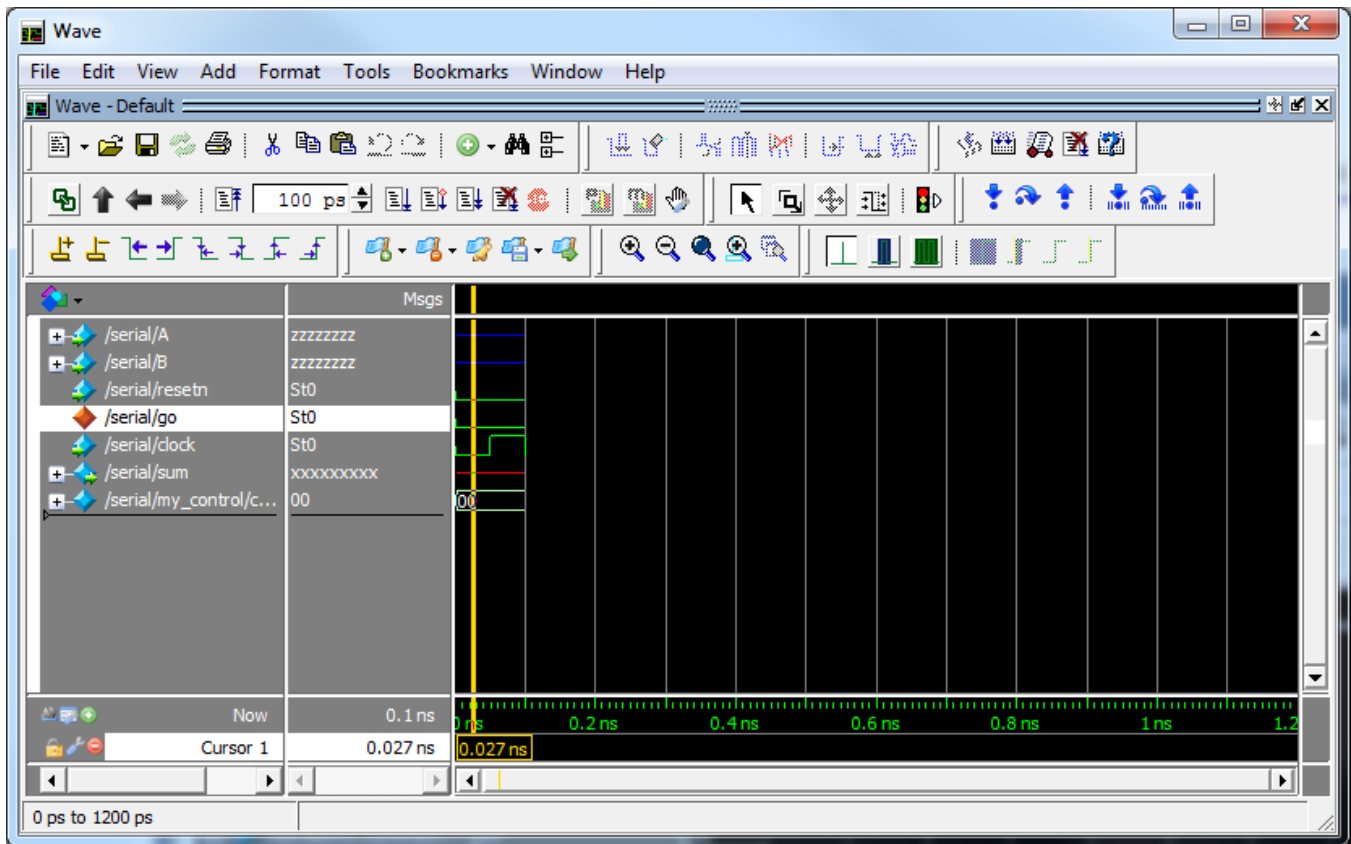 Wave
File Edit View Add Format Tools Bookmarks Window Help
Wave - Default
100 ps
Msgs
/serial/A zzzzzzzz
/serial/B zzzzzzzz
/serial/resetn St0
/serial/go St0
/serial/clock St0
/serial/sum xxxxxxxxx
/serial/my_control/c... 00 00
Now 0.1 ns 0 ns 0.2 ns 0.4 ns 0.6 ns 0.8 ns 1 ns 1.2
Cursor 1 0.027 ns 0.027 ns
0 ps to 1200 ps